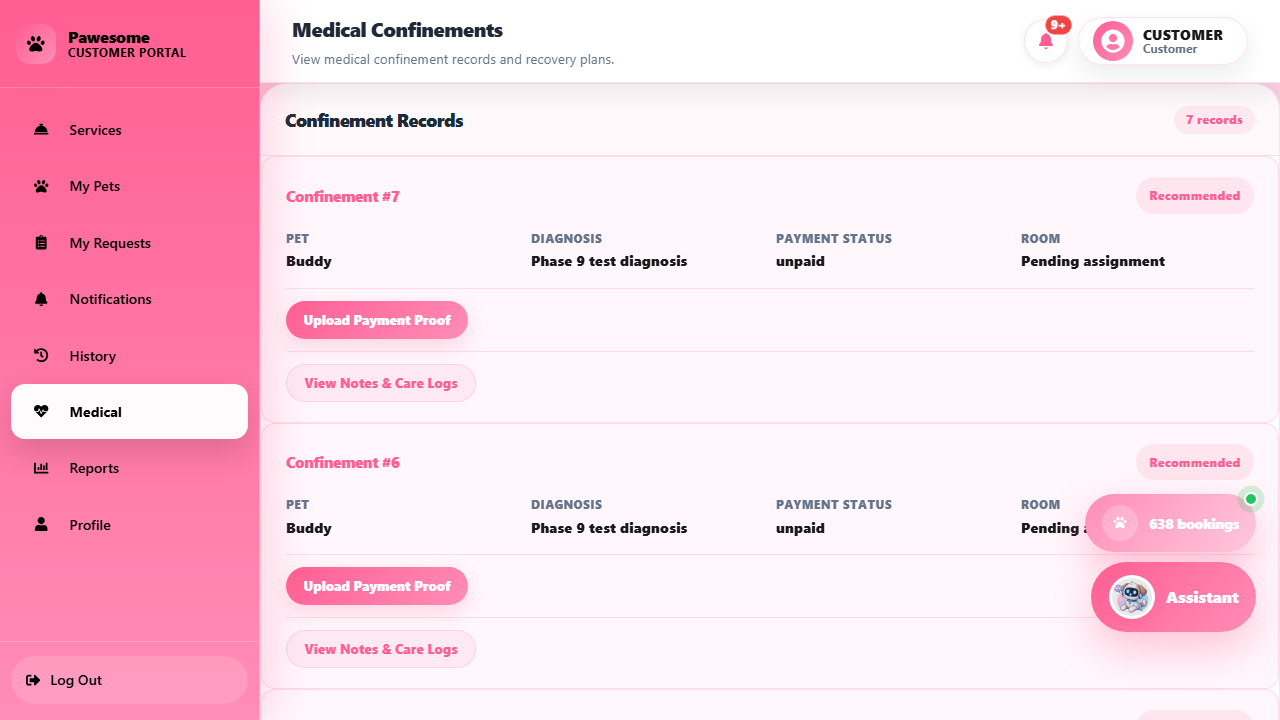 Pawesome
CUSTOMER PORTAL
Services
My Pets
My Requests
Notifications
History
Medical
Reports
Profile
Log Out
Medical Confinements
View medical confinement records and recovery plans.
9+
CUSTOMER
Customer
Confinement Records
7 records
Confinement #7
Recommended
PET
DIAGNOSIS
PAYMENT STATUS
ROOM
Buddy
Phase 9 test diagnosis
unpaid
Pending assignment
Upload Payment Proof
View Notes & Care Logs
Confinement #6
Recommended
PET
DIAGNOSIS
PAYMENT STATUS
ROOM
Buddy
Phase 9 test diagnosis
unpaid
Pending
638 bookings
Upload Payment Proof
Assistant
View Notes & Care Logs